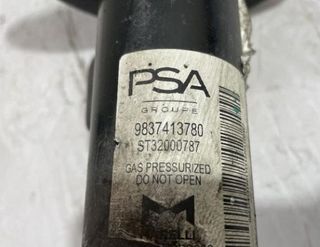 PSA
GROUPE
9837413780
ST32000787
GAS PRESSURIZED
DO NOT OPEN